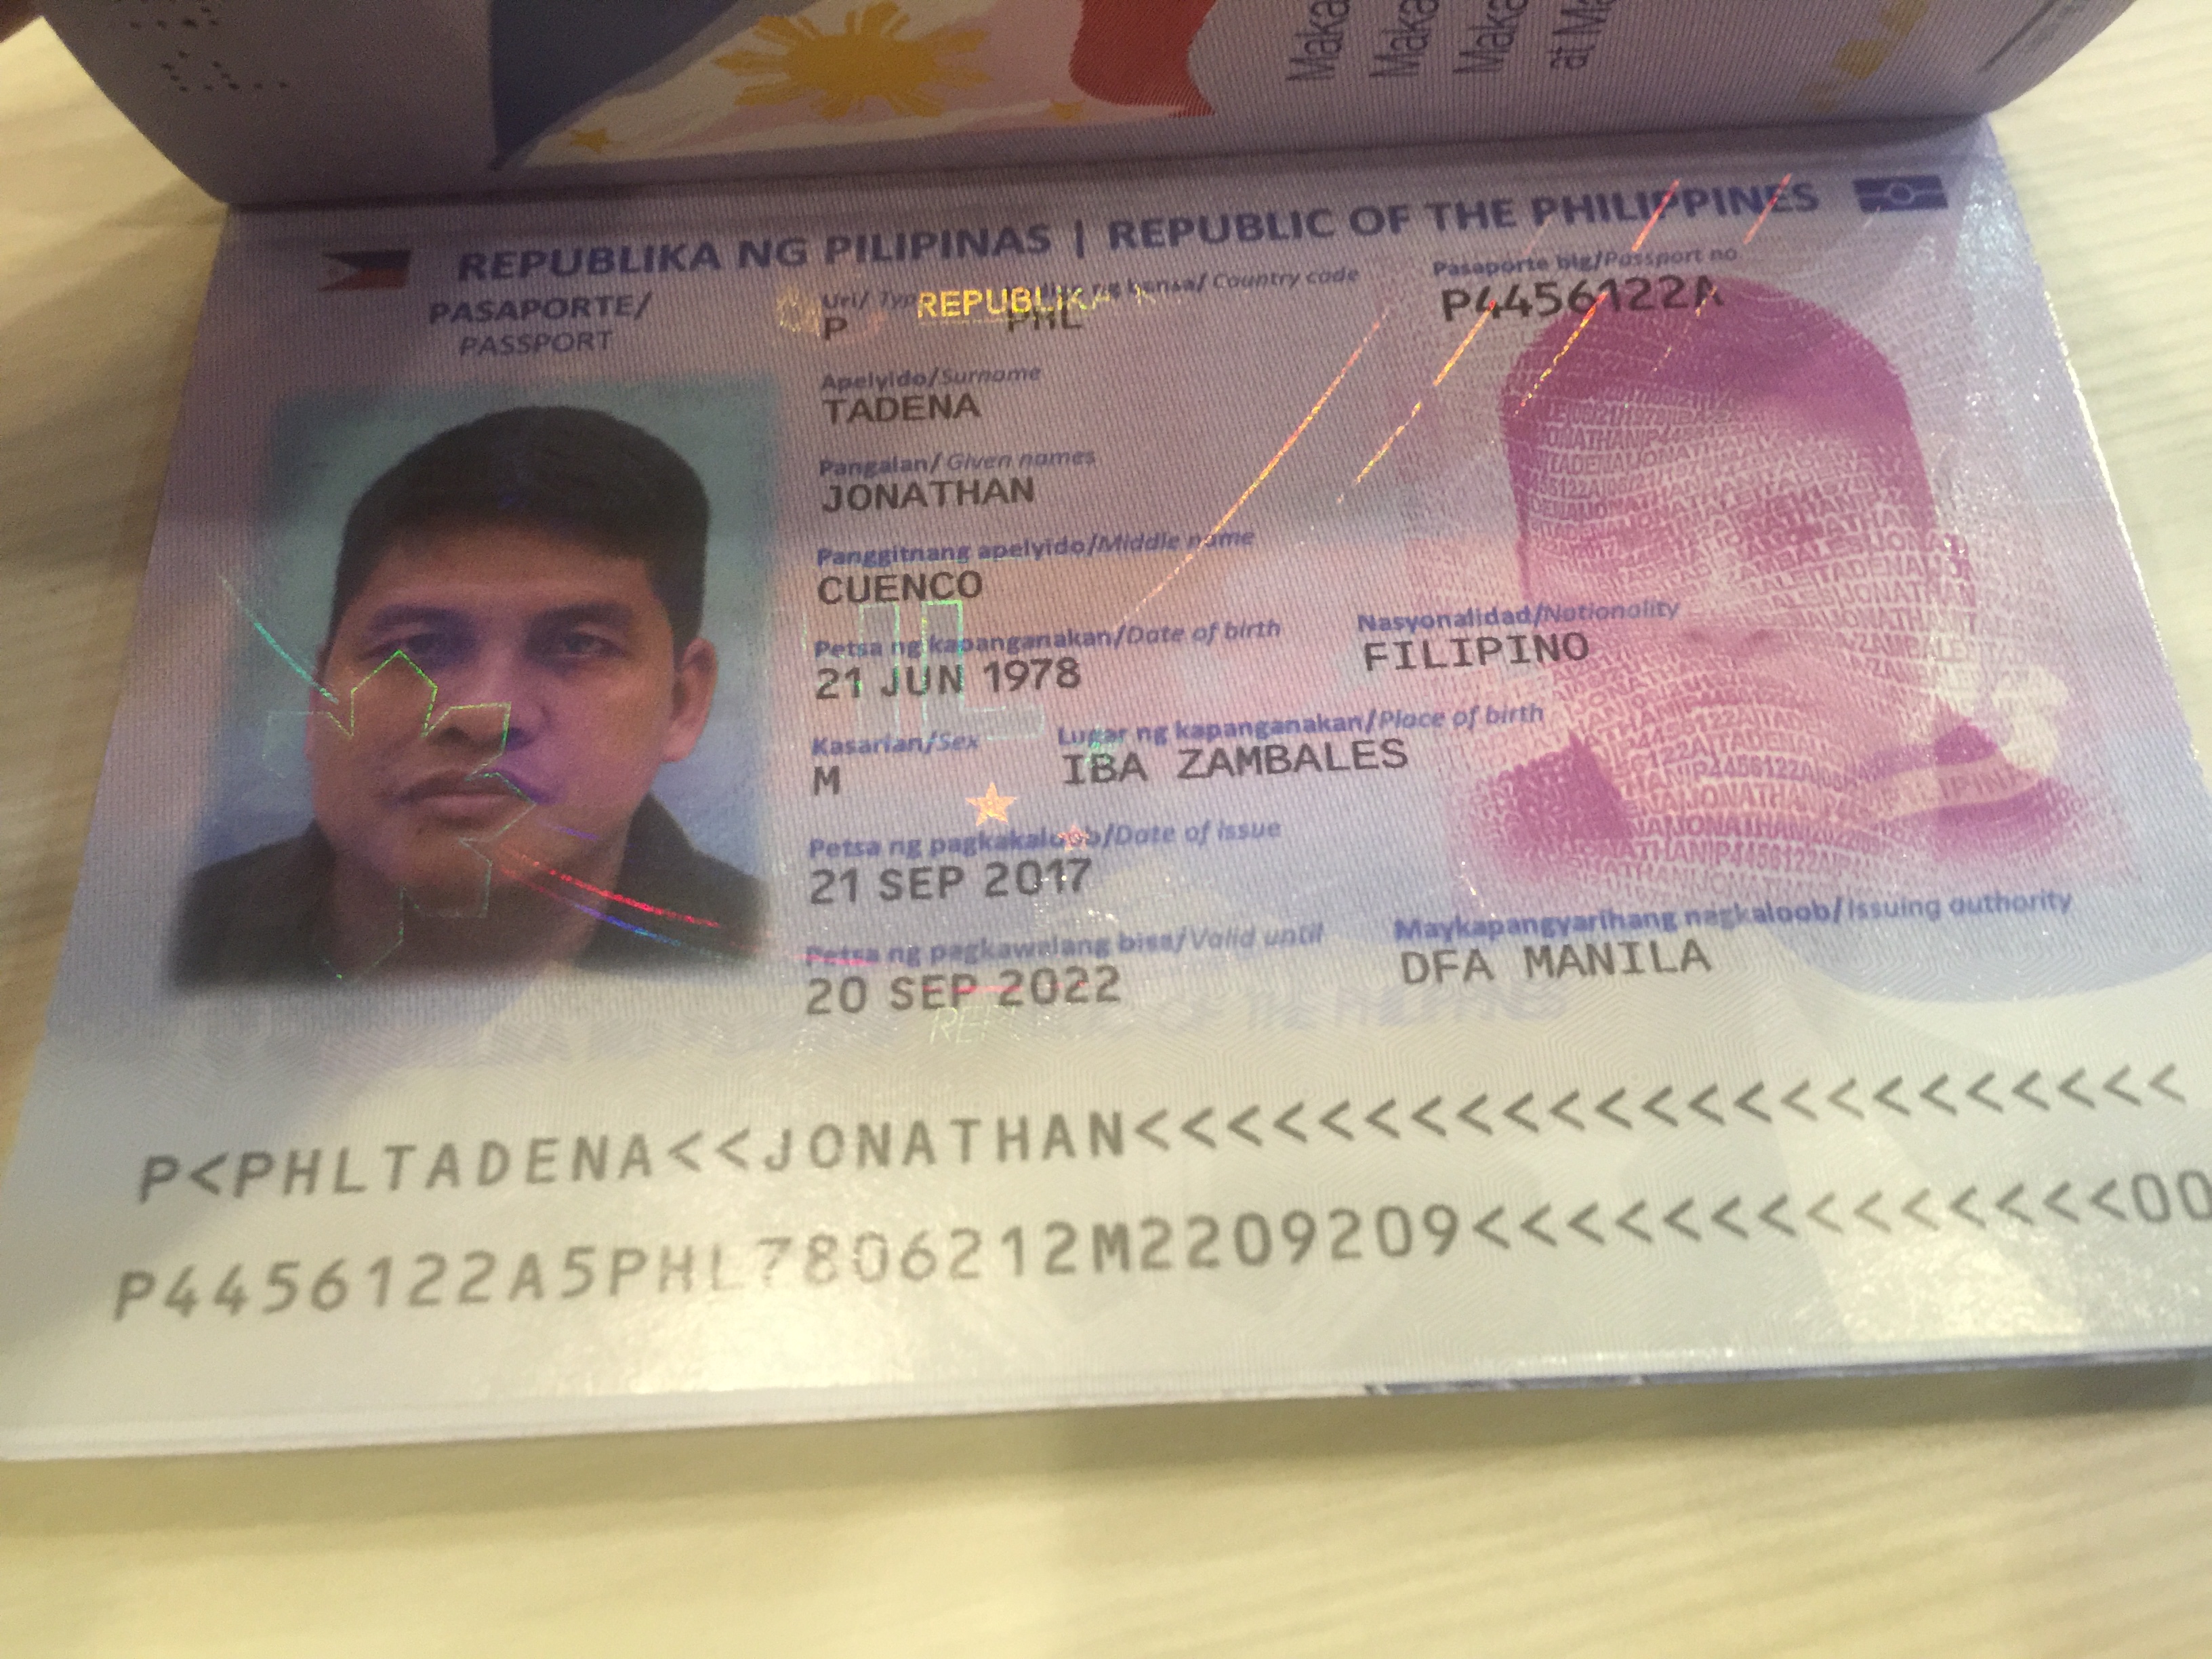 Maka
Maka
Maka
at Ma
REPUBLIKA NG PILIPINAS | REPUBLIC OF THE PHILIPPINES
PASAPORTE/
PASSPORT
Uri/ Type ng bansa/ Country code
P REPUBLIKA PHL
Pasaporte blg/Passport no
P4456122A
Apelyido/Surname
TADENA
Pangalan/Given names
JONATHAN
Panggitnang apelyido/Middle name
CUENCO
Petsa ng kapanganakan/Date of birth
21 JUN 1978
Nasyonalidad/Nationality
FILIPINO
Kasarian/Sex
M
Lugar ng kapanganakan/Place of birth
IBA ZAMBALES
Petsa ng pagkakaloob/Date of issue
21 SEP 2017
Petsa ng pagkawalang bisa/Valid until
20 SEP 2022
Maykapangyarihang nagkaloob/Issuing authority
DFA MANILA
P<PHLTADENA<<JONATHAN<<<<<<<<<<<<<<<<<<<<<<<
P4456122A5PHL7806212M2209209<<<<<<<<<<<<<<00